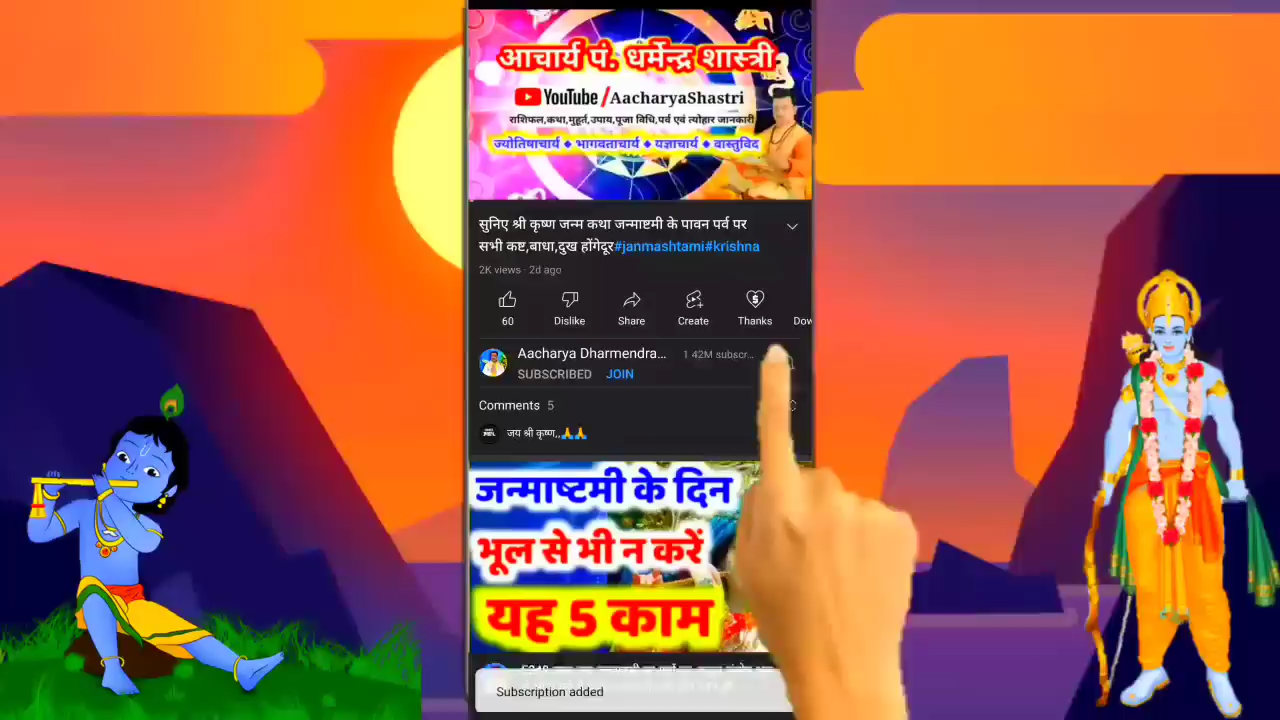 आचार्य पं. धर्मेन्द्र शास्त्री
YouTube/AacharyaShastri
राशिफल,कथा,मुहूर्त,उपाय,पूजा विधि,पर्व एवं त्योहार जानकारी
ज्योतिषाचार्य ◆ भागवताचार्य ◆ यज्ञाचार्य ◆ वास्तुविद
सुनिए श्री कृष्ण जन्म कथा जन्माष्टमी के पावन पर्व पर
सभी कष्ट,बाधा,दुख होंगेदूर#janmashtami#krishna
2K views · 2d ago
60 Dislike Share Create Thanks Dow
Aacharya Dharmendra... 1 42M subscr...
SUBSCRIBED JOIN
Comments 5
जय श्री कृष्ण,,🙏🙏
जन्माष्टमी के दिन
भूल से भी न करें
यह 5 काम
Subscription added